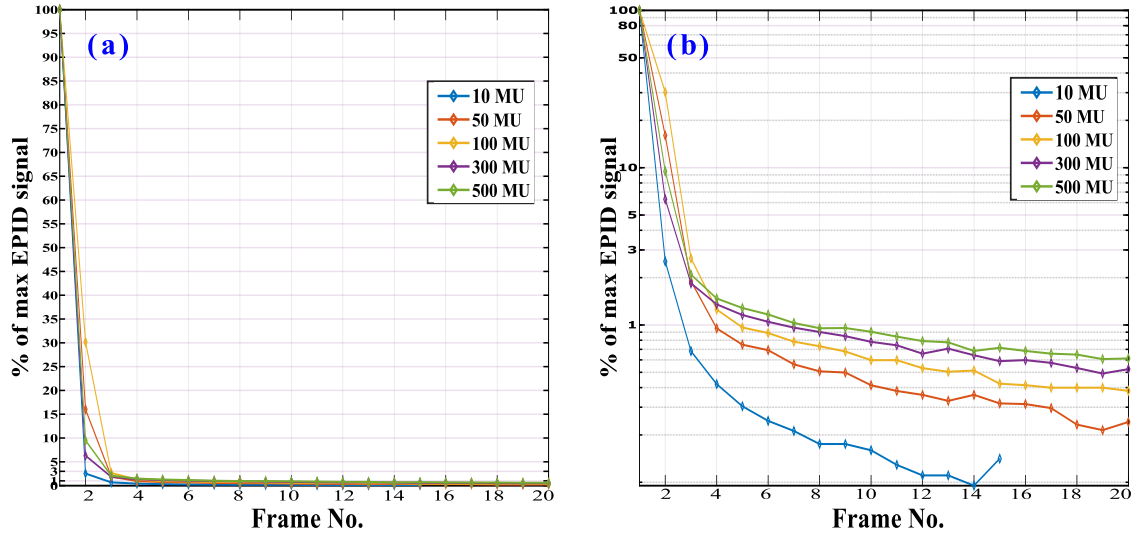 (a)
% of max EPID signal
100
95
90
85
80
75
70
65
60
55
50
45
40
35
30
25
20
15
10
5
3
1
0
10 MU
50 MU
100 MU
300 MU
500 MU
2 4 6 8 10 12 14 16 18 20
Frame No.
(b)
% of max EPID signal
100
80
50
10
5
3
1
10 MU
50 MU
100 MU
300 MU
500 MU
2 4 6 8 10 12 14 16 18 20
Frame No.